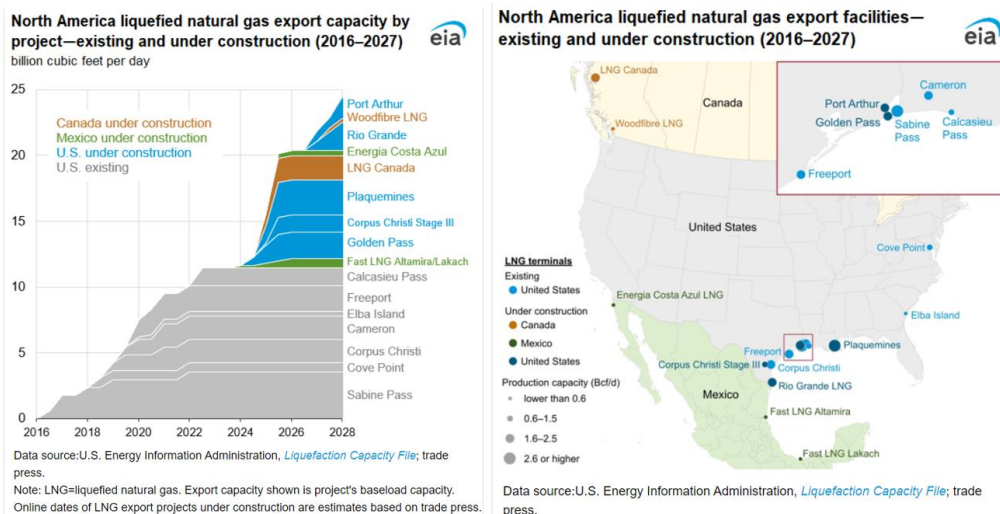 North America liquefied natural gas export capacity by
project—existing and under construction (2016–2027)
eia
billion cubic feet per day
25
20
15
10
5
0
Canada under construction
Mexico under construction
U.S. under construction
U.S. existing
Port Arthur
Woodfibre LNG
Rio Grande
Energia Costa Azul
LNG Canada
Plaquemines
Corpus Christi Stage III
Golden Pass
Fast LNG Altamira/Lakach
Calcasieu Pass
Freeport
Elba Island
Cameron
Corpus Christi
Cove Point
Sabine Pass
2016 2018 2020 2022 2024 2026 2028
Data source:U.S. Energy Information Administration, Liquefaction Capacity File; trade
press.
Note: LNG=liquefied natural gas. Export capacity shown is project's baseload capacity.
Online dates of LNG export projects under construction are estimates based on trade press.
North America liquefied natural gas export facilities—
existing and under construction (2016–2027)
eia
LNG Canada
Canada
Woodfibre LNG
Cameron
Port Arthur
Golden Pass
Sabine
Pass
Calcasieu
Pass
Freeport
United States
Cove Point
Elba Island
LNG terminals
Existing
United States
Under construction
Canada
Mexico
United States
Production capacity (Bcf/d)
lower than 0.6
0.6–1.5
1.6–2.5
2.6 or higher
Energia Costa Azul LNG
Freeport
Plaquemines
Corpus Christi Stage III
Corpus Christi
Rio Grande LNG
Mexico
Fast LNG Altamira
Fast LNG Lakach
Data source:U.S. Energy Information Administration, Liquefaction Capacity File; trade
press.